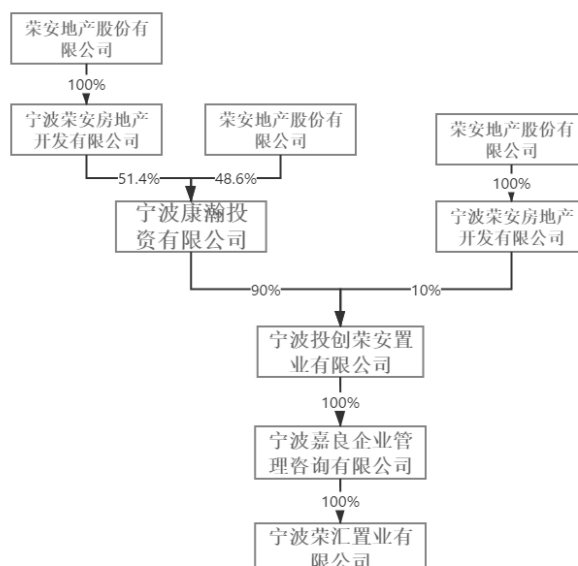 荣安地产股份有
限公司
100%
宁波荣安房地产
开发有限公司
荣安地产股份有
限公司
荣安地产股份有
限公司
51.4%
48.6%
100%
宁波康瀚投
资有限公司
宁波荣安房地产
开发有限公司
90%
10%
宁波投创荣安置
业有限公司
100%
宁波嘉良企业管
理咨询有限公司
100%
宁波荣汇置业有
限公司